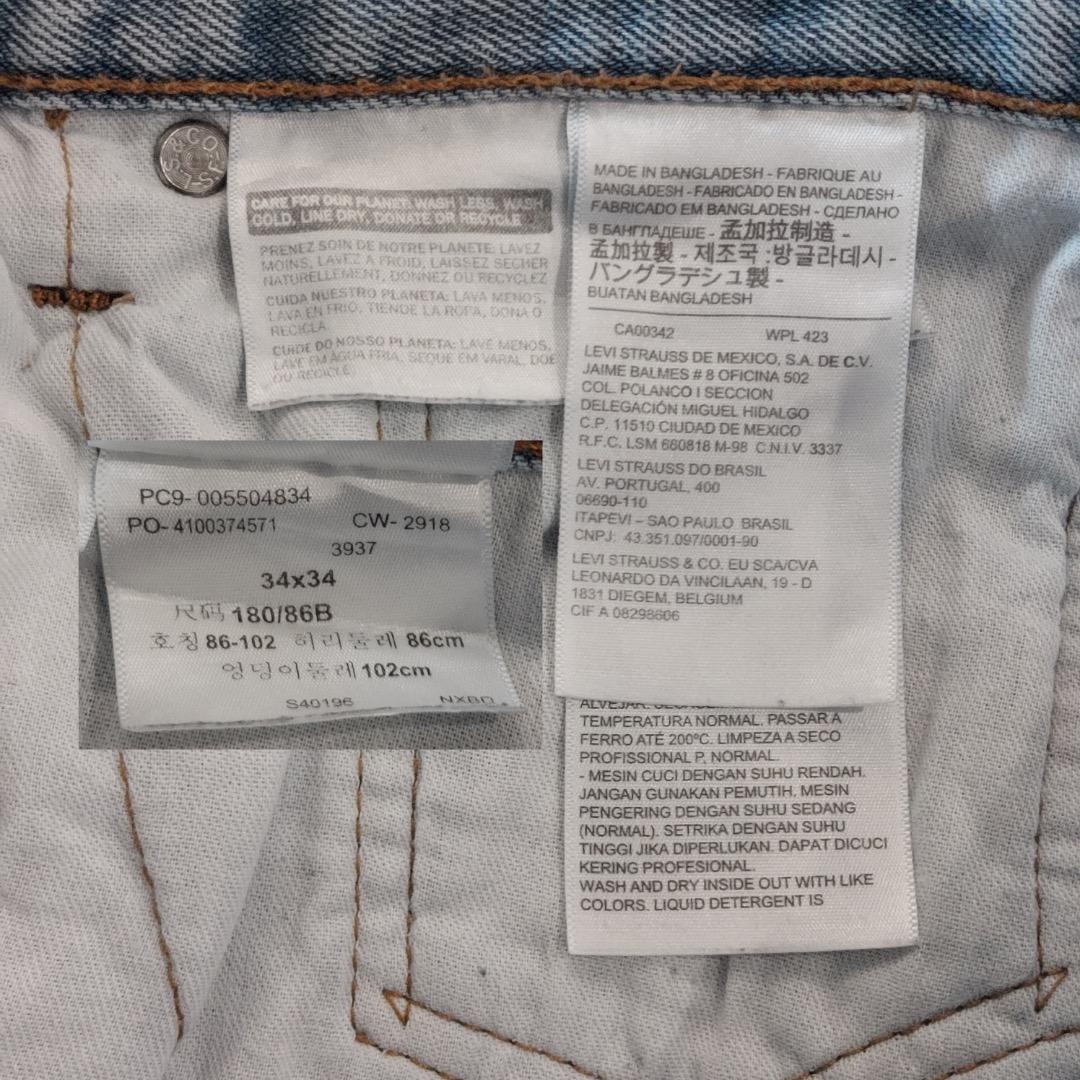 &CO
LS
CARE FOR OUR PLANET: WASH LESS, WASH
COLD, LINE DRY, DONATE OR RECYCLE
PRENEZ SOIN DE NOTRE PLANETE: LAVEZ
MOINS, LAVEZ A FROID, LAISSEZ SECHER
NATURELLEMENT, DONNEZ OU RECYCLEZ
CUIDA NUESTRO PLANETA: LAVA MENOS,
LAVA EN FRIO, TIENDE LA ROPA, DONA O
RECICLA
CUIDE DO NOSSO PLANETA: LAVE MENOS,
LAVE EM AGUA FRIA, SEQUE EM VARAL, DOE
OU RECICLE
MADE IN BANGLADESH - FABRIQUE AU
BANGLADESH - FABRICADO EN BANGLADESH -
FABRICADO EM BANGLADESH - СДЕЛАНО
В БАНГЛАДЕШЕ - 孟加拉制造 -
孟加拉製 - 제조국 :방글라데시 -
バングラデシュ製 -
BUATAN BANGLADESH
CA00342 WPL 423
LEVI STRAUSS DE MEXICO, S.A. DE C.V.
JAIME BALMES # 8 OFICINA 502
COL. POLANCO I SECCION
DELEGACIÓN MIGUEL HIDALGO
C.P. 11510 CIUDAD DE MEXICO
R.F.C. LSM 660818 M-98 C.N.I.V. 3337
LEVI STRAUSS DO BRASIL
AV. PORTUGAL, 400
06690-110
ITAPEVI – SAO PAULO BRASIL
CNPJ: 43.351.097/0001-90
LEVI STRAUSS & CO. EU SCA/CVA
LEONARDO DA VINCILAAN, 19 - D
1831 DIEGEM, BELGIUM
CIF A 08298606
PC9- 005504834
PO- 4100374571 CW- 2918
3937
34x34
尺码 180/86B
호칭 86-102 허리둘레 86cm
엉덩이둘레 102cm
S40196 NXBD
ALVEJAR.
TEMPERATURA NORMAL. PASSAR A
FERRO ATÉ 200ºC. LIMPEZA A SECO
PROFISSIONAL P, NORMAL.
- MESIN CUCI DENGAN SUHU RENDAH.
JANGAN GUNAKAN PEMUTIH. MESIN
PENGERING DENGAN SUHU SEDANG
(NORMAL). SETRIKA DENGAN SUHU
TINGGI JIKA DIPERLUKAN. DAPAT DICUCI
KERING PROFESIONAL.
WASH AND DRY INSIDE OUT WITH LIKE
COLORS. LIQUID DETERGENT IS